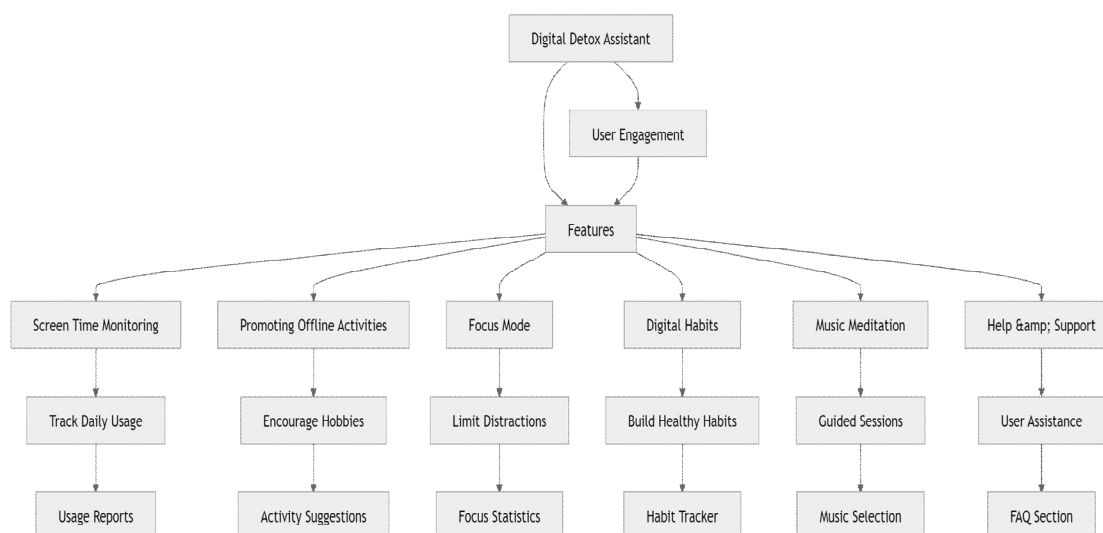 Digital Detox Assistant
User Engagement
Features
Screen Time Monitoring
Promoting Offline Activities
Focus Mode
Digital Habits
Music Meditation
Help &amp; Support
Track Daily Usage
Encourage Hobbies
Limit Distractions
Build Healthy Habits
Guided Sessions
User Assistance
Usage Reports
Activity Suggestions
Focus Statistics
Habit Tracker
Music Selection
FAQ Section